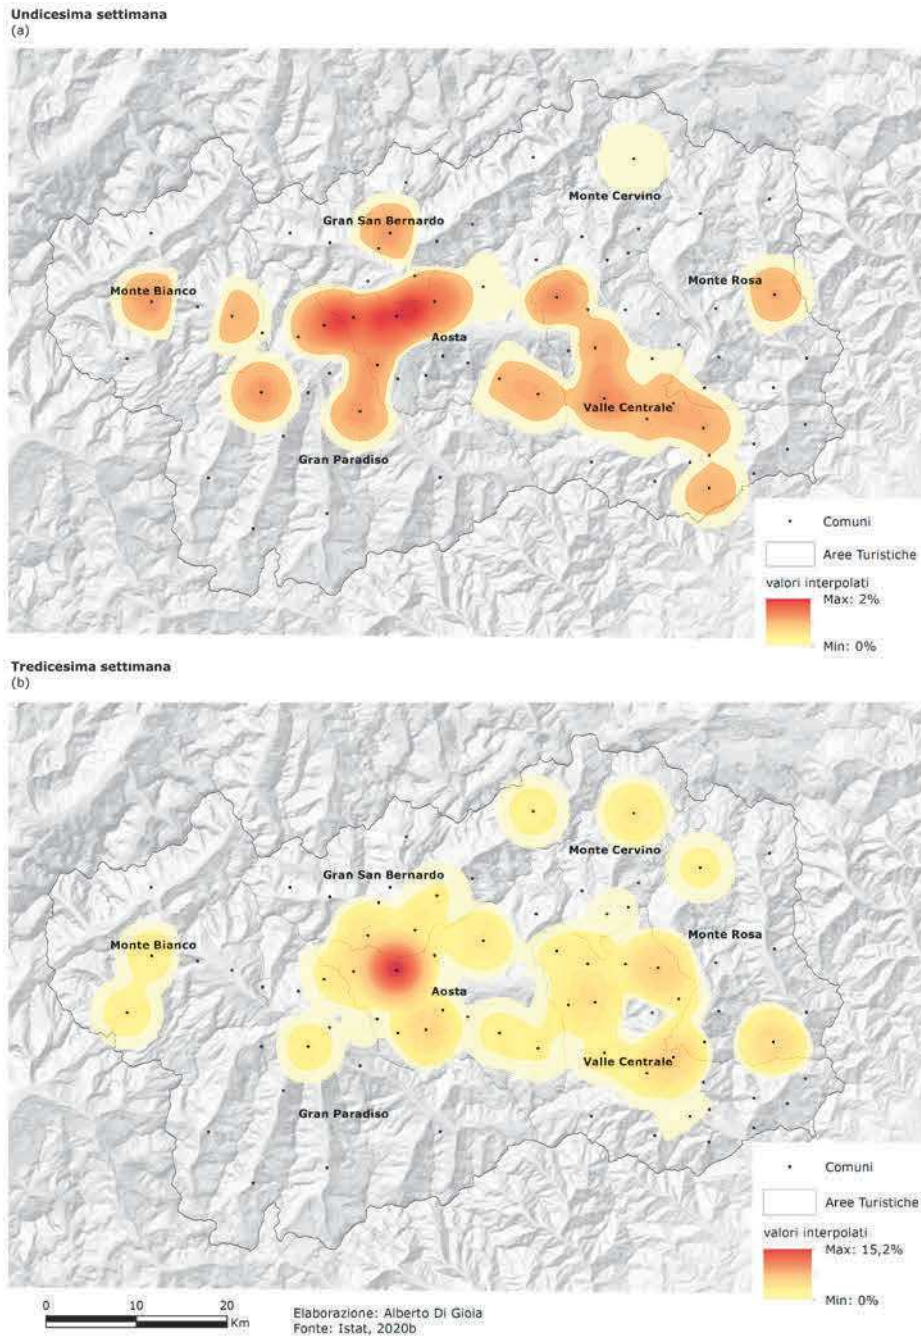 Undicesima settimana
(a)
Monte Cervino
Gran San Bernardo
Monte Bianco
Monte Rosa
Aosta
Valle Centrale
Gran Paradiso
Comuni
Aree Turistiche
valori interpolati
Max: 2%
Min: 0%
Tredicesima settimana
(b)
Monte Cervino
Gran San Bernardo
Monte Bianco
Monte Rosa
Aosta
Valle Centrale
Gran Paradiso
Comuni
Aree Turistiche
valori interpolati
Max: 15,2%
Min: 0%
0 10 20
Km
Elaborazione: Alberto Di Gioia
Fonte: Istat, 2020b